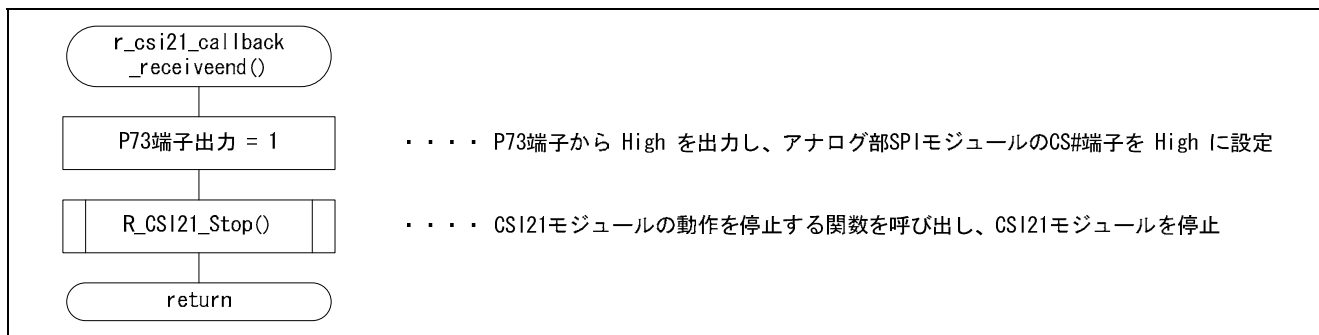 r_csi21_callback
_receiveend()
P73端子出力 = 1
・・・・ P73端子から High を出力し、アナログ部SPIモジュールのCS#端子を High に設定
R_CSI21_Stop()
・・・・ CSI21モジュールの動作を停止する関数を呼び出し、CSI21モジュールを停止
return